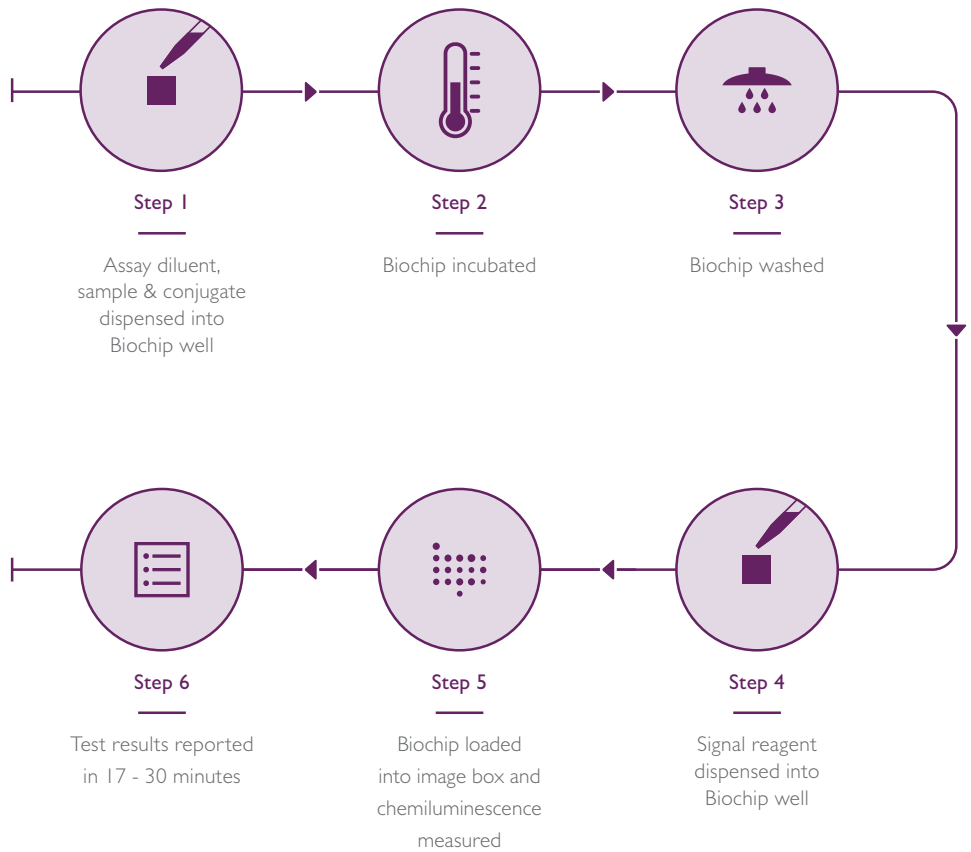 Step 1
Assay diluent,
sample & conjugate
dispensed into
Biochip well
Step 2
Biochip incubated
Step 3
Biochip washed
Step 4
Signal reagent
dispensed into
Biochip well
Step 5
Biochip loaded
into image box and
chemiluminescence
measured
Step 6
Test results reported
in 17 - 30 minutes